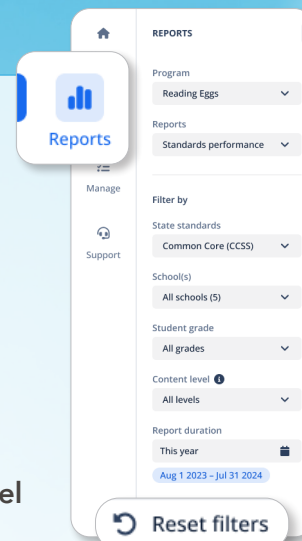 REPORTS
Program
Reading Eggs
Reports
Reports
Standards performance
Manage
Filter by
State standards
Support
Common Core (CCSS)
School(s)
All schools (5)
Student grade
All grades
Content level
All levels
Report duration
This year
Aug 1 2023 – Jul 31 2024
el
Reset filters